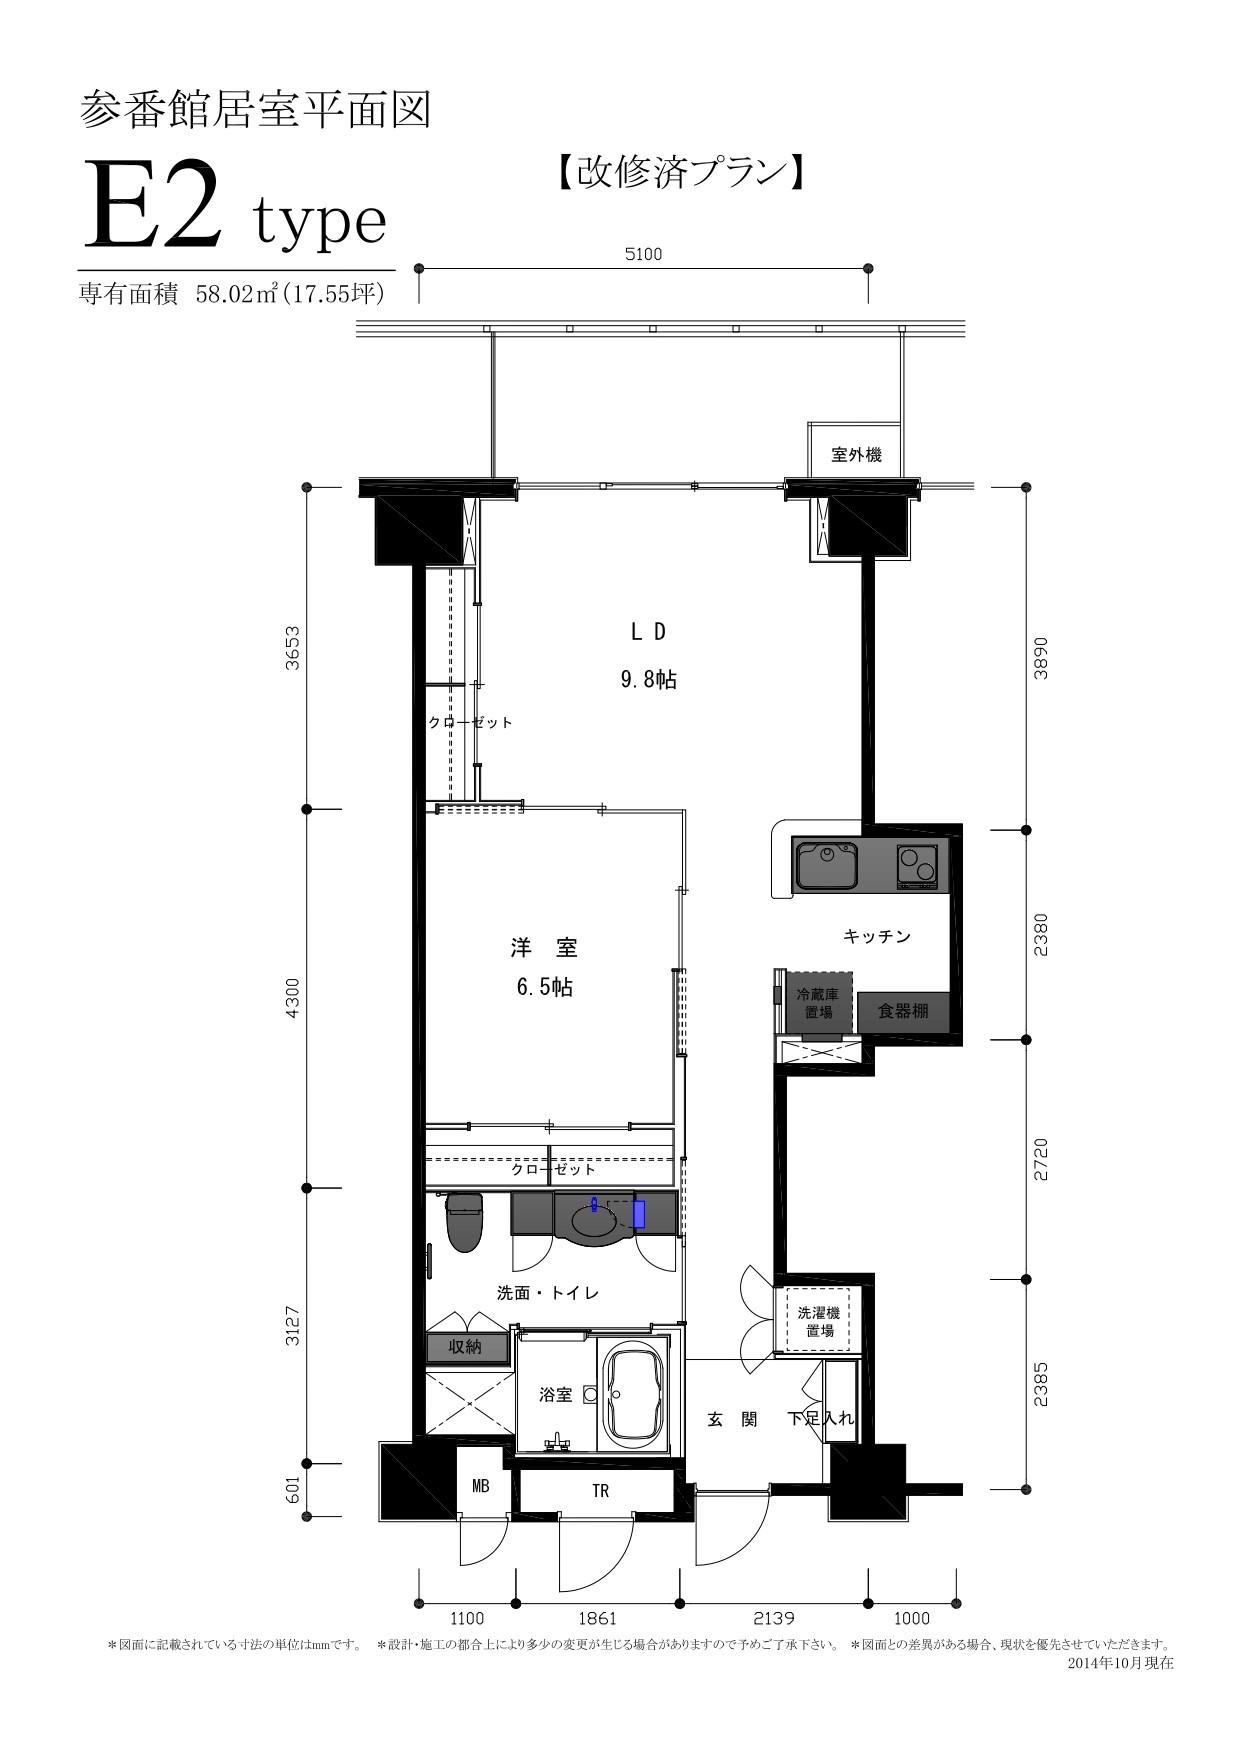 参番館居室平面図
E2 type
【改修済プラン】
専有面積 58.02㎡(17.55坪)
5100
室外機
3653
3890
LD
9.8帖
クローゼット
キッチン
2380
洋 室
6.5帖
4300
冷蔵庫
置場
食器棚
2720
クローゼット
洗面・トイレ
洗濯機
置場
3127
収納
2385
浴室
玄 関
下足入れ
601
MB
TR
1100
1861
2139
1000
*図面に記載されている寸法の単位はmmです。 *設計・施工の都合上により多少の変更が生じる場合がありますので予めご了承下さい。 *図面との差異がある場合、現状を優先させていただきます。
2014年10月現在